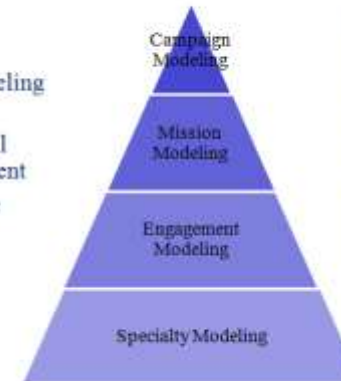 Campaign
Modeling
Mission
Modeling
Engagement
Modeling
Specialty Modeling